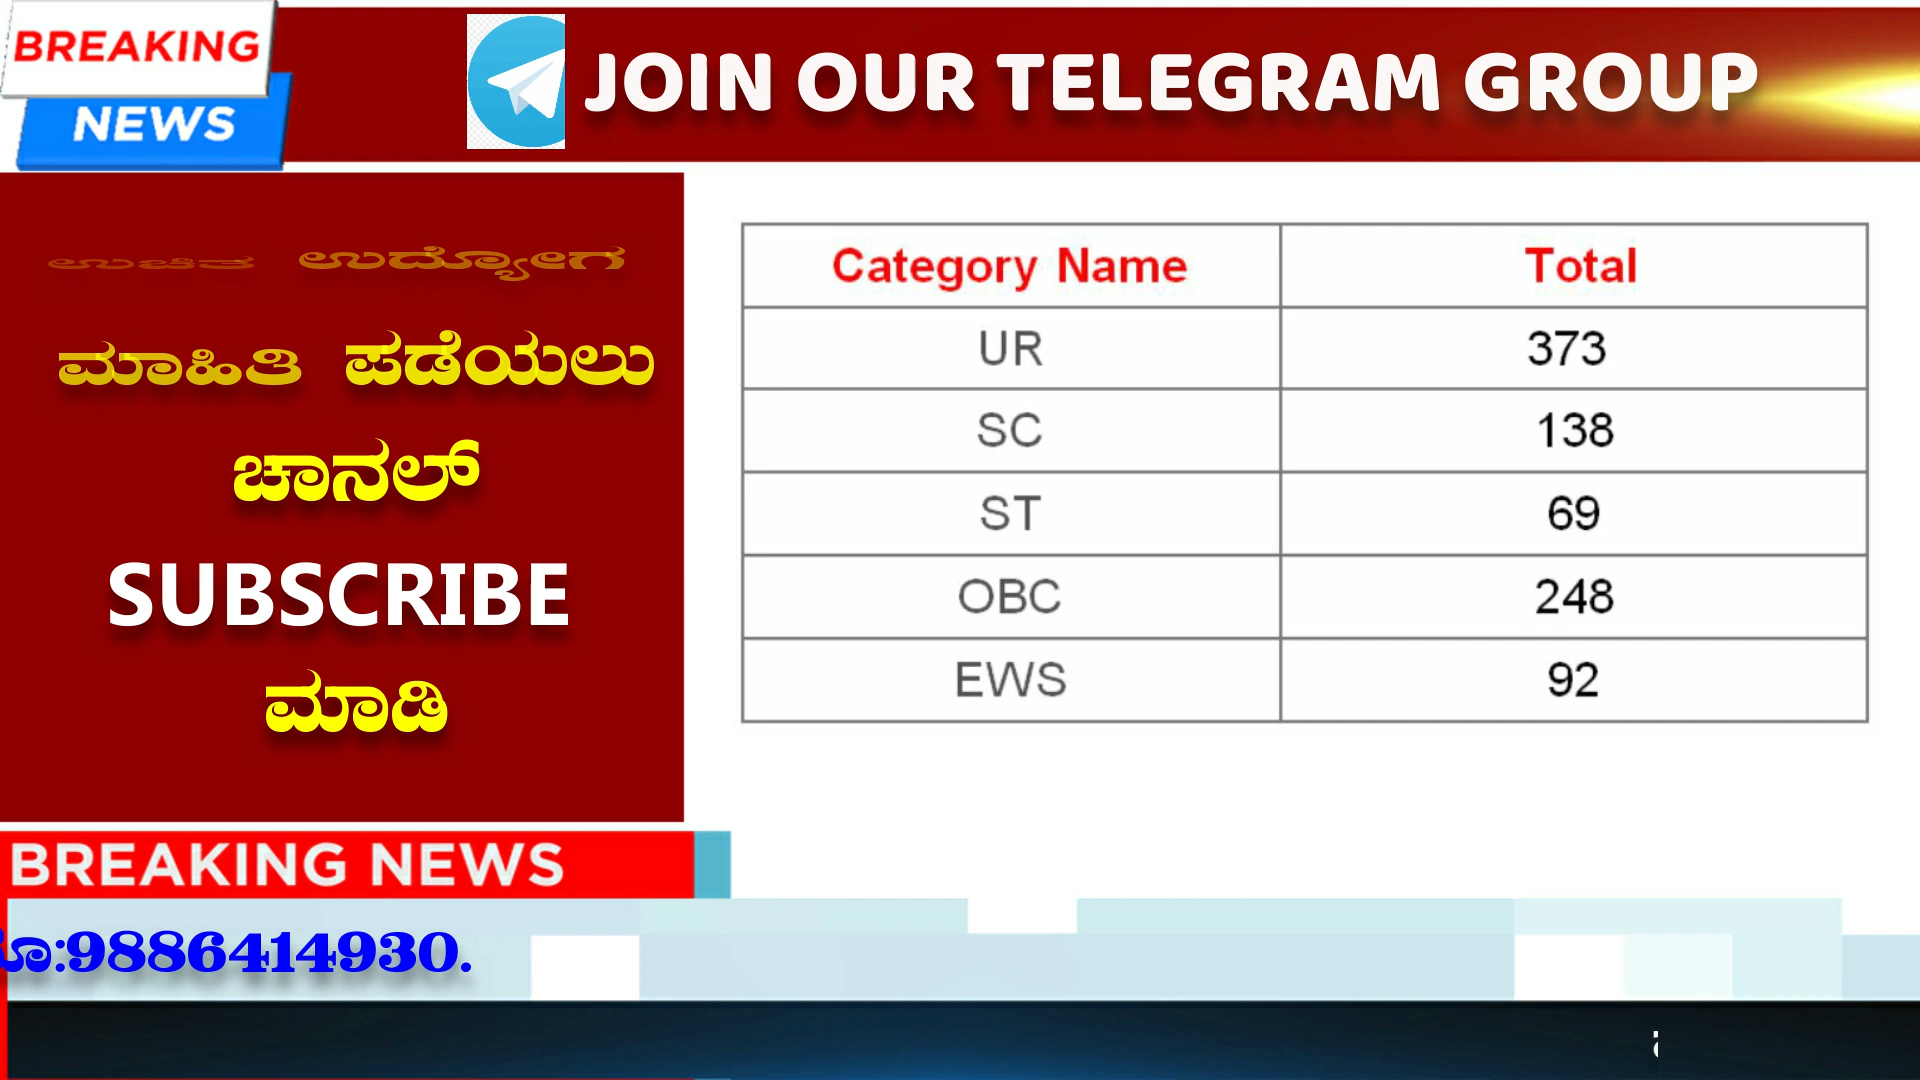 BREAKING
NEWS
JOIN OUR TELEGRAM GROUP
ಉಚಿತ ಉದ್ಯೋಗ
ಮಾಹಿತಿ ಪಡೆಯಲು
ಚಾನಲ್
SUBSCRIBE
ಮಾಡಿ
Category Name Total
UR 373
SC 138
ST 69
OBC 248
EWS 92
BREAKING NEWS
:9886414930.